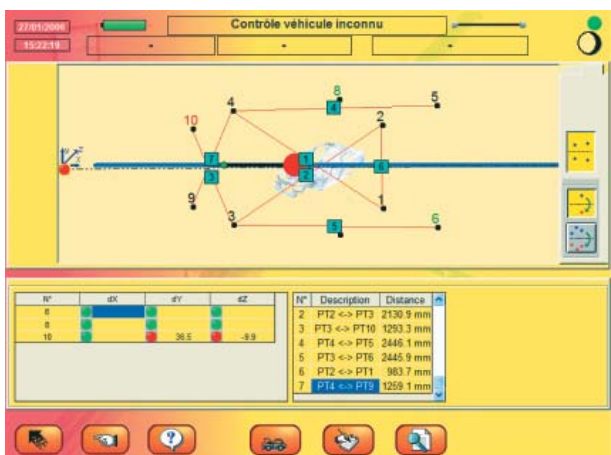 27/01/2006
Contrôle véhicule inconnu
15:22:19
- - -
8
4
5
4
10
2
7
1
6
3
2
9
1
3
5
6
N° dX dY dZ
6
8
10 36.5 -9.9
N° Description Distance
2 PT2 <-> PT3 2130.9 mm
3 PT3 <-> PT10 1293.3 mm
4 PT4 <-> PT5 2446.1 mm
5 PT3 <-> PT6 2445.9 mm
6 PT2 <-> PT1 983.7 mm
7 PT4 <-> PT9 1259.1 mm